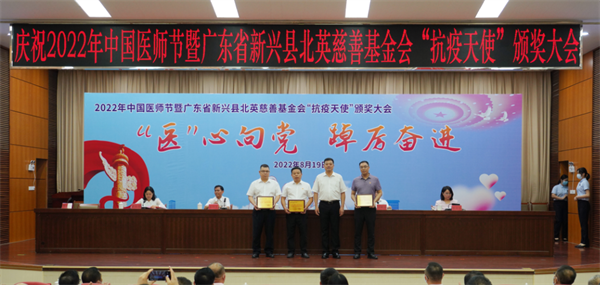 庆祝2022年中国医师节暨广东省新兴县北英慈善基金会“抗疫天使”颁奖大会
2022年中国医师节暨广东省新兴县北英慈善基金会“抗疫天使”颁奖大会
“医”心向党 踔厉奋进
2022年8月19